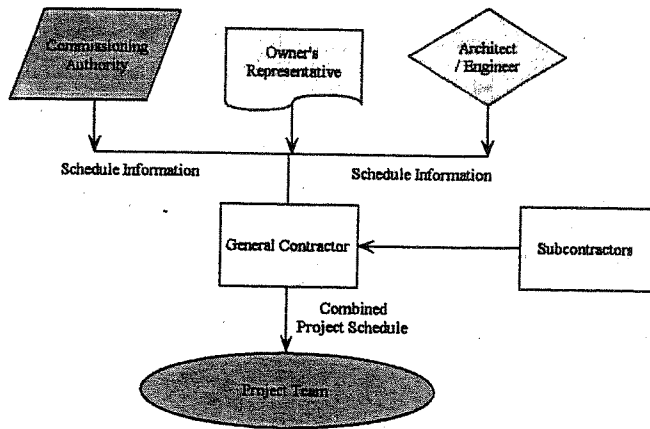 Commissioning
Authority
Owner's
Representative
Architect
/ Engineer
Schedule Information
Schedule Information
General Contractor
Subcontractors
Combined
Project Schedule
Project Team